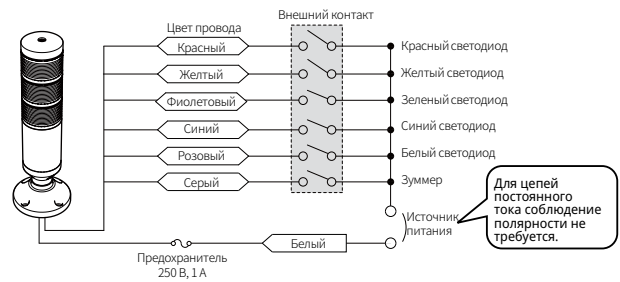 Внешний контакт
Цвет провода
Красный
Красный светодиод
Желтый
Желтый светодиод
Фиолетовый
Зеленый светодиод
Синий
Синий светодиод
Розовый
Белый светодиод
Серый
Зуммер
Для цепей
постоянного
тока соблюдение
полярности не
требуется.
Источник
питания
Белый
Предохранитель
250 В, 1 А